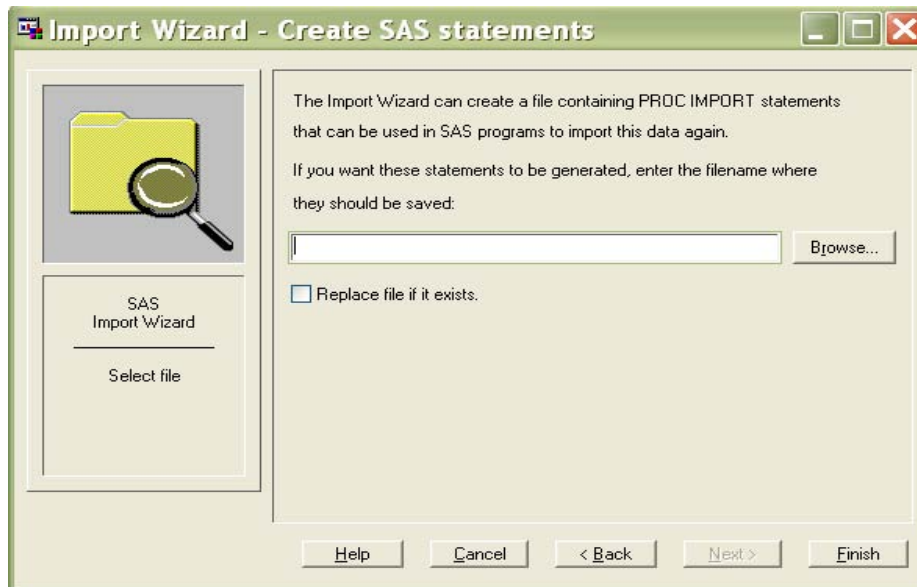 Import Wizard - Create SAS statements
The Import Wizard can create a file containing PROC IMPORT statements
that can be used in SAS programs to import this data again.
If you want these statements to be generated, enter the filename where
they should be saved:
Browse...
Replace file if it exists.
SAS
Import Wizard
Select file
Help
Cancel
< Back
Next >
Finish